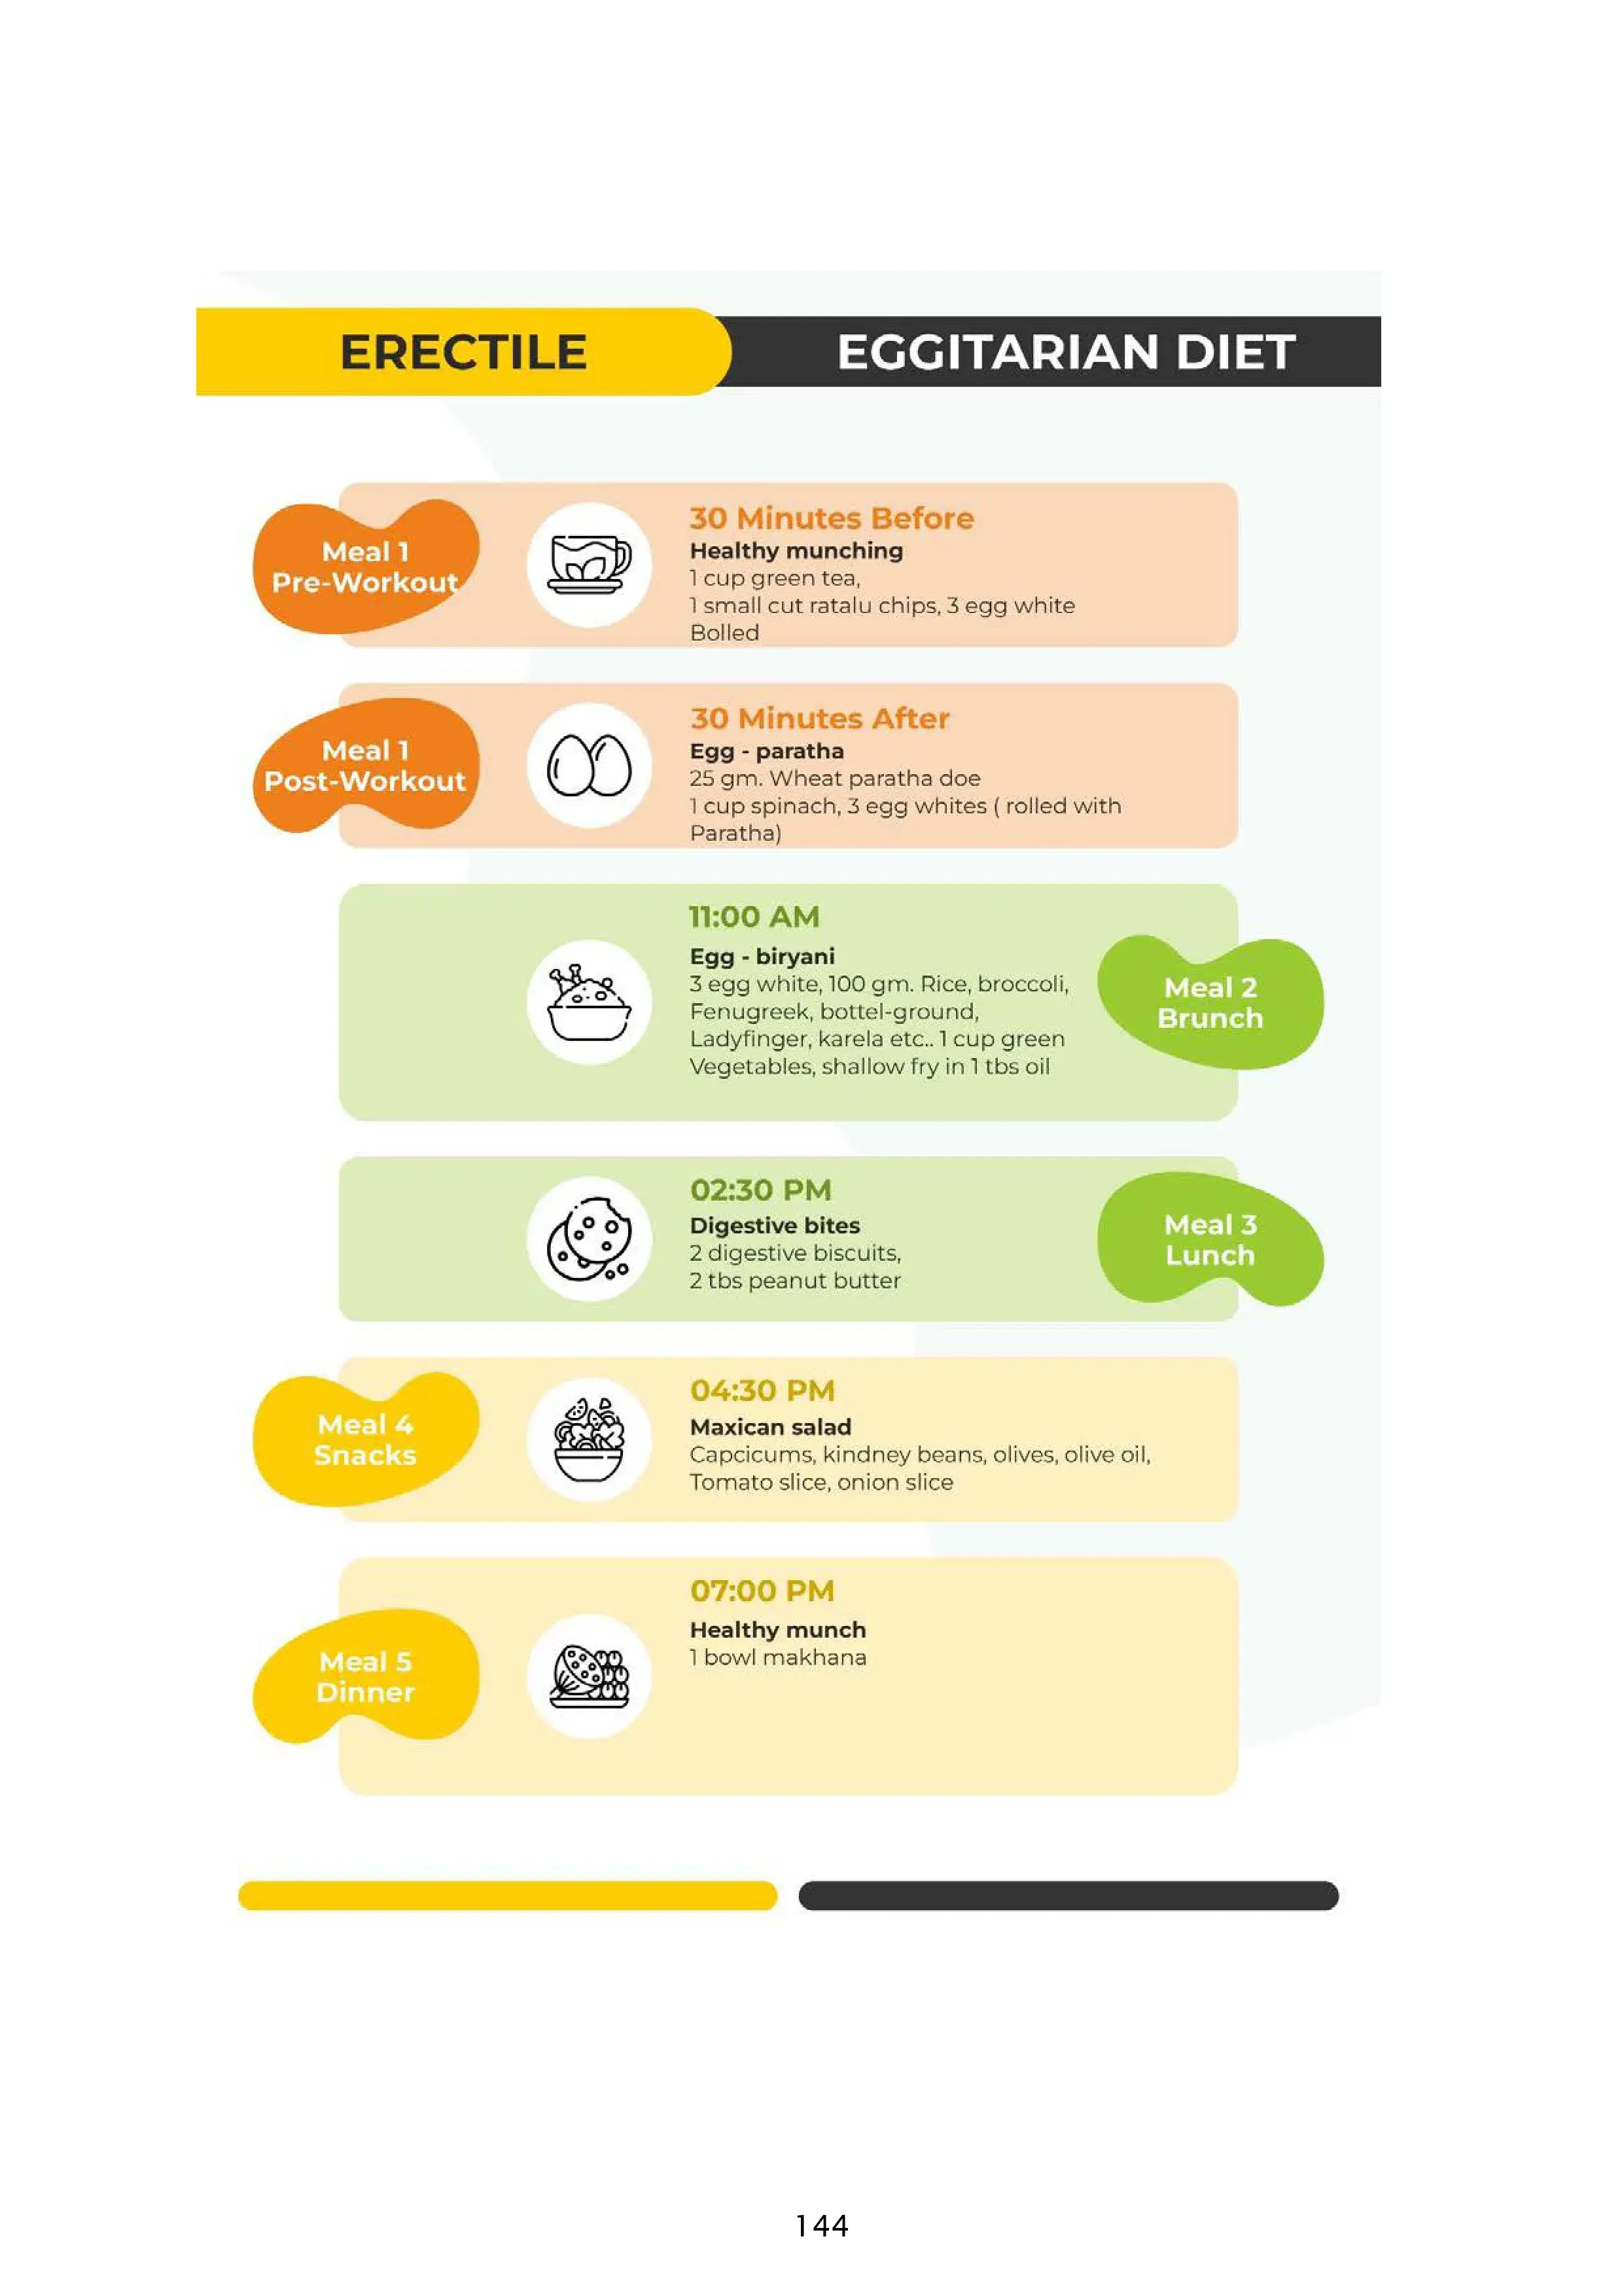 ERECTILE
EGGITARIAN DIET
Meal 1
Pre-Workout
30 Minutes Before
Healthy munching
1 cup green tea,
1 small cut ratalu chips, 3 egg white
Bolled
Meal 1
Post-Workout
30 Minutes After
Egg - paratha
25 gm. Wheat paratha doe
1 cup spinach, 3 egg whites ( rolled with
Paratha)
11:00 AM
Egg - biryani
3 egg white, 100 gm. Rice, broccoli,
Fenugreek, bottel-ground,
Ladyfinger, karela etc.. 1 cup green
Vegetables, shallow fry in 1 tbs oil
Meal 2
Brunch
02:30 PM
Digestive bites
2 digestive biscuits,
2 tbs peanut butter
Meal 3
Lunch
Meal 4
Snacks
04:30 PM
Maxican salad
Capcicums, kindney beans, olives, olive oil,
Tomato slice, onion slice
Meal 5
Dinner
07:00 PM
Healthy munch
1 bowl makhana
144